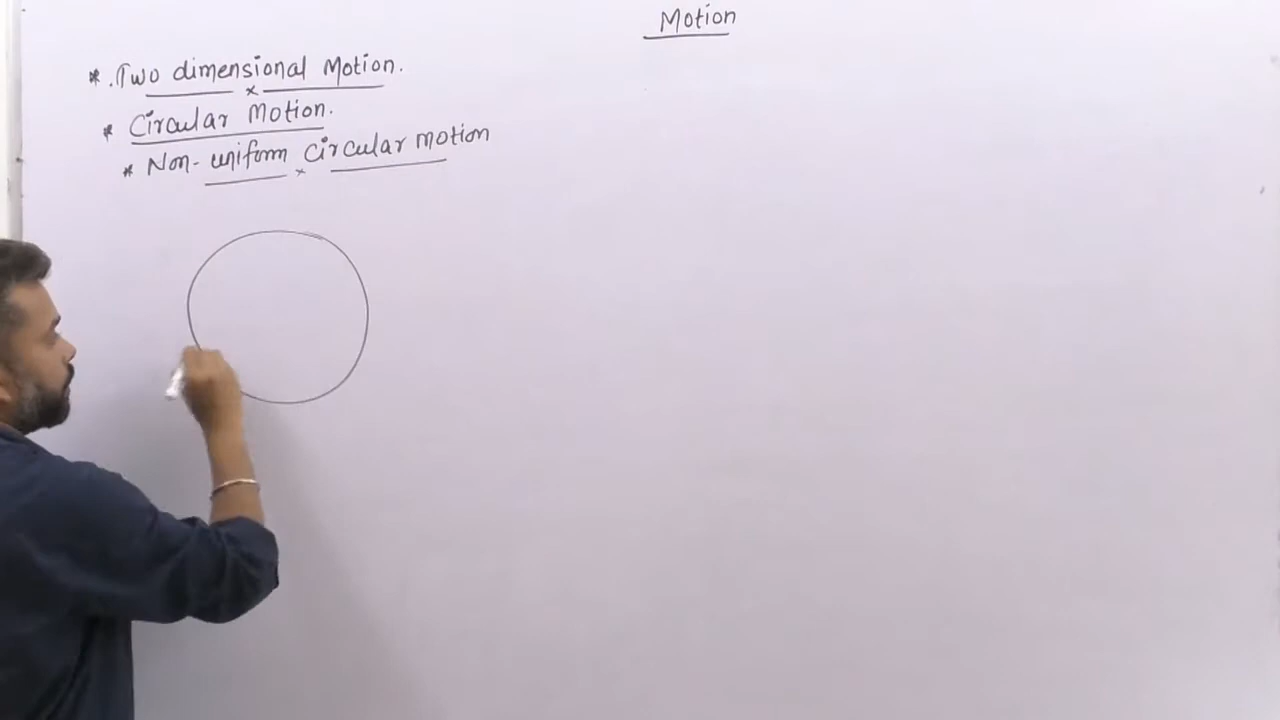 Motion
* . Two dimensional Motion.
* Circular Motion.
* Non-uniform Circular motion